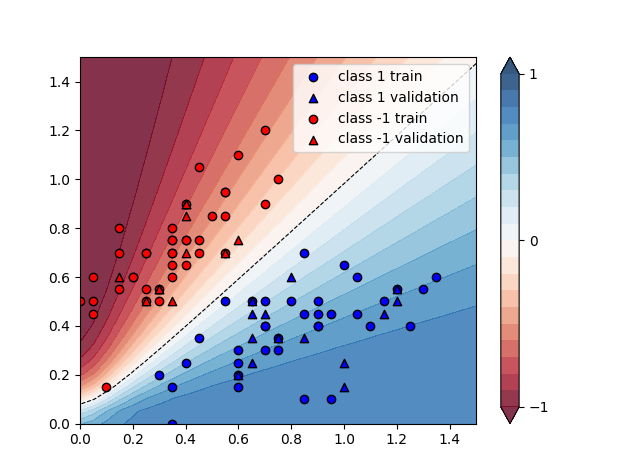 class 1 train
class 1 validation
class -1 train
class -1 validation
1.4
1.2
1.0
0.8
0.6
0.4
0.2
0.0
0.0 0.2 0.4 0.6 0.8 1.0 1.2 1.4
1
0
−1